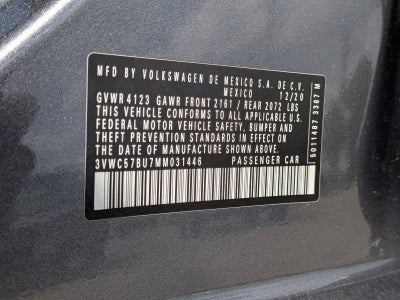 MFD BY VOLKSWAGEN DE MEXICO S.A. DE C.V.
MEXICO 12/20
GVWR 4123 GAWR FRONT 2161 / REAR 2072 LBS
THIS VEHICLE CONFORMS TO ALL APPLICABLE U.S.
FEDERAL MOTOR VEHICLE SAFETY, BUMPER AND
THEFT PREVENTION STANDARDS IN EFFECT ON
THE DATE OF MANUFACTURE SHOWN ABOVE.
3VWC57BU7MM031446 PASSENGER CAR
5011487 3387 M